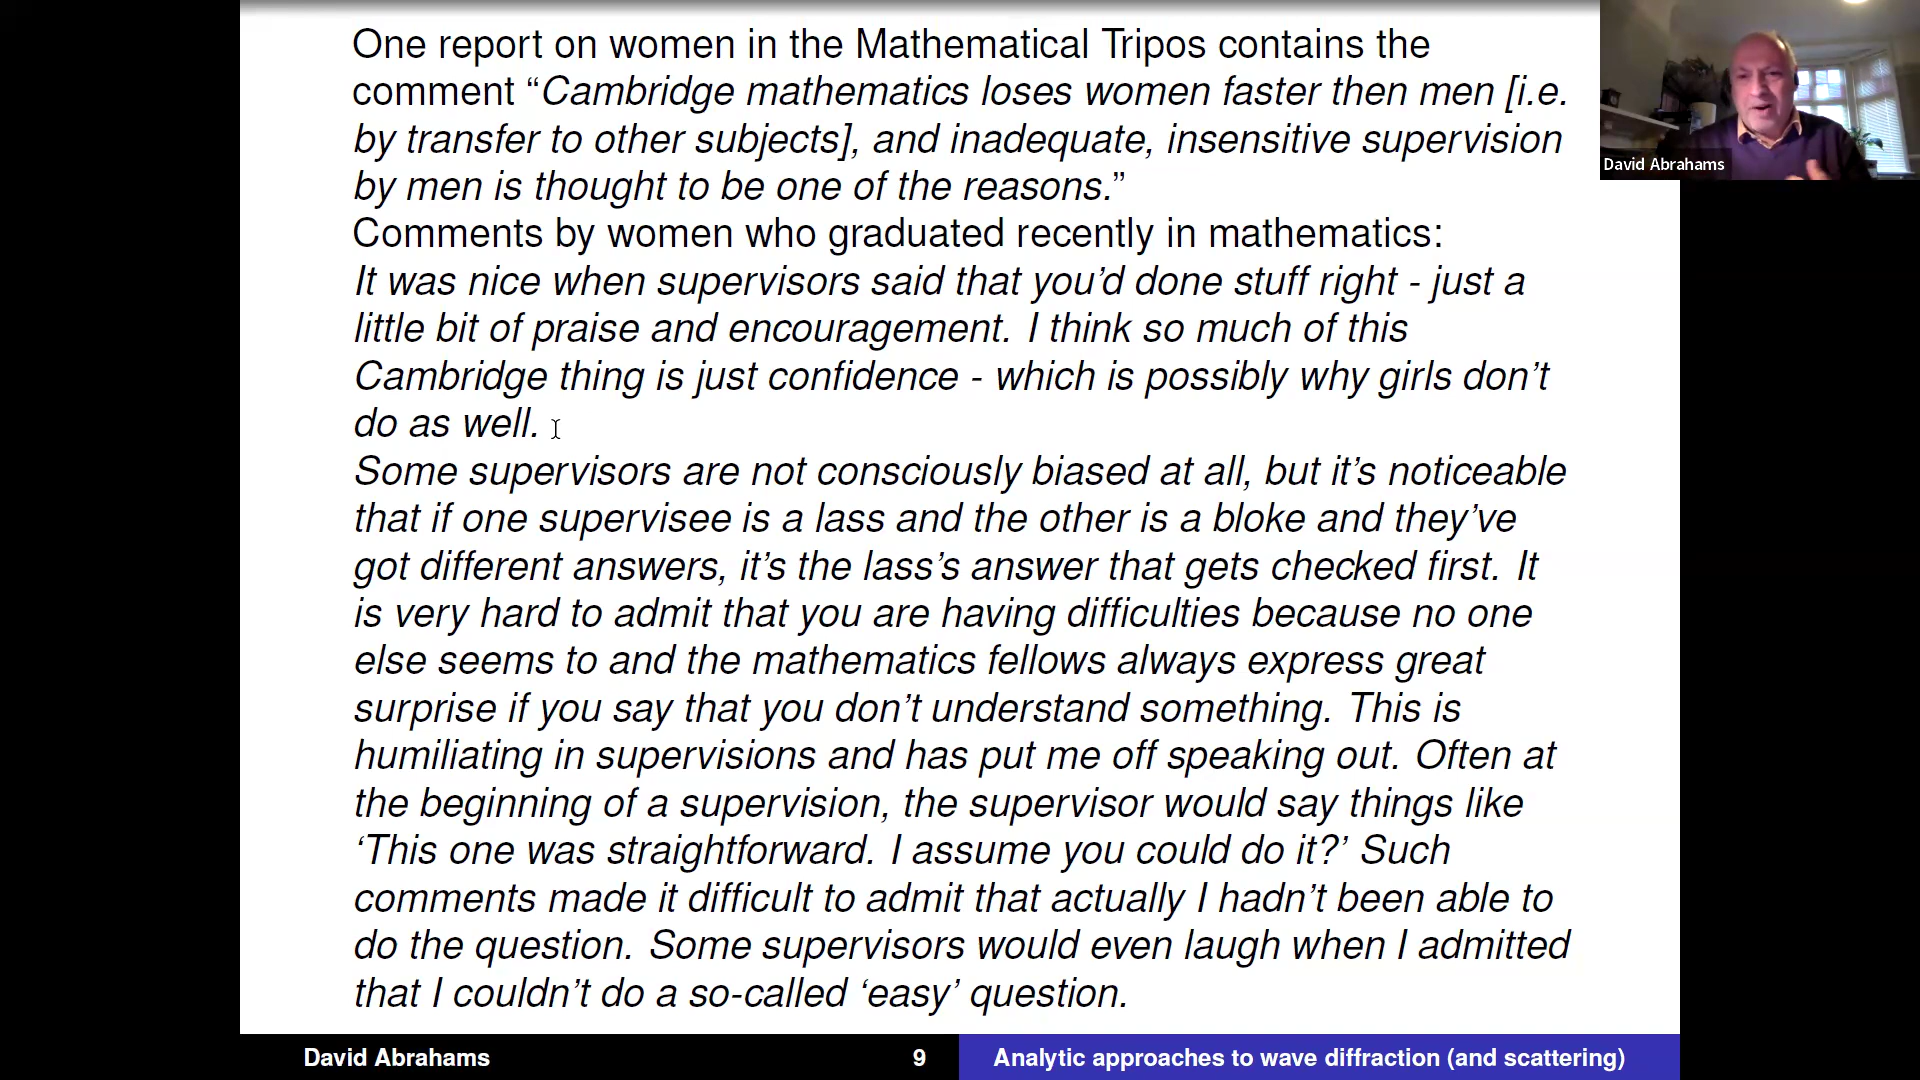 One report on women in the Mathematical Tripos contains the
comment “Cambridge mathematics loses women faster then men [i.e.
by transfer to other subjects], and inadequate, insensitive supervision
by men is thought to be one of the reasons.”
Comments by women who graduated recently in mathematics:
It was nice when supervisors said that you’d done stuff right - just a
little bit of praise and encouragement. I think so much of this
Cambridge thing is just confidence - which is possibly why girls don’t
do as well.
Some supervisors are not consciously biased at all, but it’s noticeable
that if one supervisee is a lass and the other is a bloke and they’ve
got different answers, it’s the lass’s answer that gets checked first. It
is very hard to admit that you are having difficulties because no one
else seems to and the mathematics fellows always express great
surprise if you say that you don’t understand something. This is
humiliating in supervisions and has put me off speaking out. Often at
the beginning of a supervision, the supervisor would say things like
‘This one was straightforward. I assume you could do it?’ Such
comments made it difficult to admit that actually I hadn’t been able to
do the question. Some supervisors would even laugh when I admitted
that I couldn’t do a so-called ‘easy’ question.
David Abrahams 9 Analytic approaches to wave diffraction (and scattering)
David Abrahams